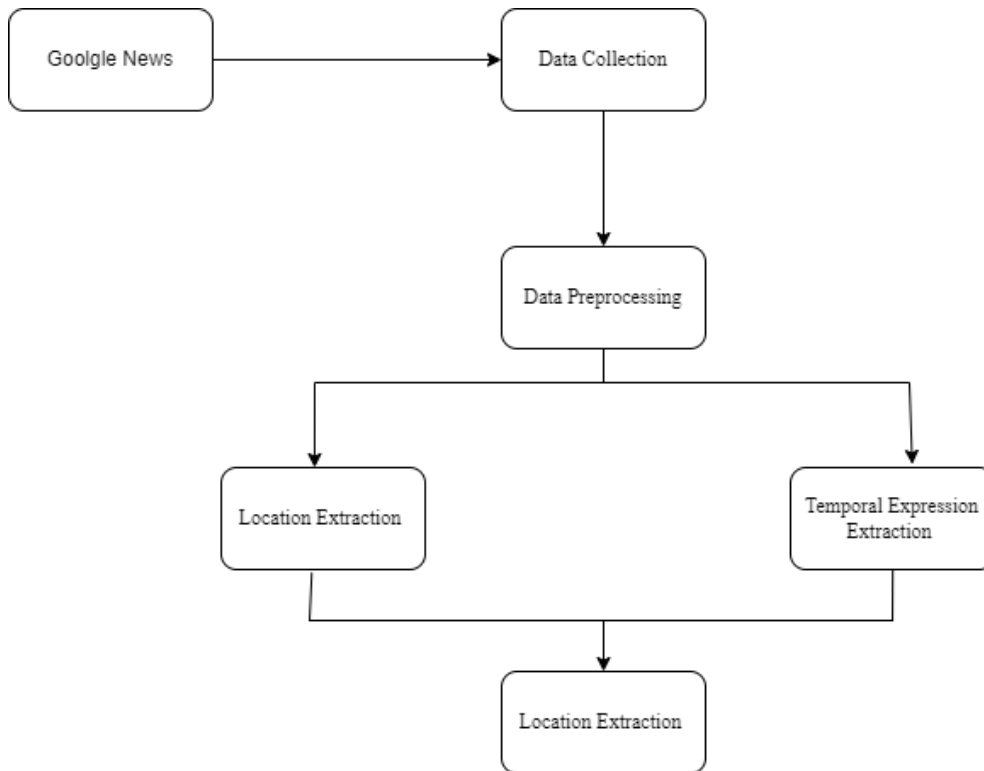 Goolgle News
Data Collection
Data Preprocessing
Location Extraction
Temporal Expression
Extraction
Location Extraction